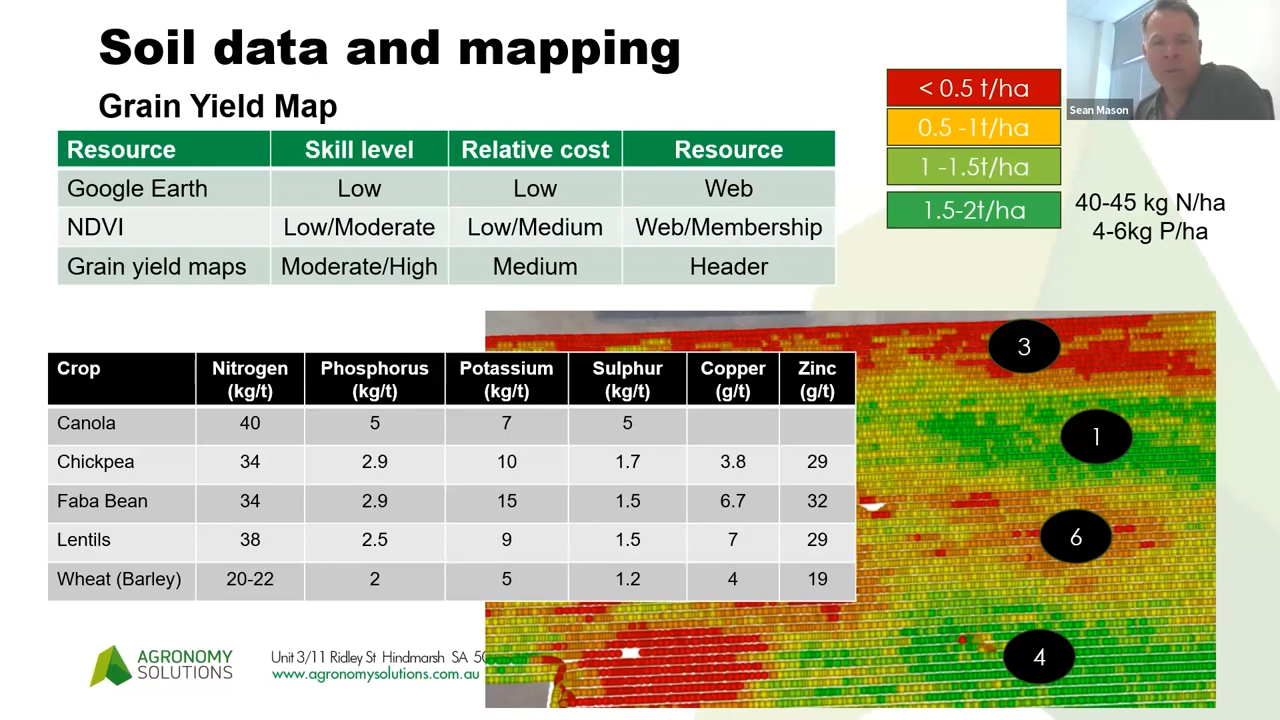 Soil data and mapping
Grain Yield Map
Resource Skill level Relative cost Resource
Google Earth Low Low Web
NDVI Low/Moderate Low/Medium Web/Membership
Grain yield maps Moderate/High Medium Header
< 0.5 t/ha
0.5 -1t/ha
1 -1.5t/ha
1.5-2t/ha
40-45 kg N/ha
4-6kg P/ha
Sean Mason
Crop Nitrogen (kg/t) Phosphorus (kg/t) Potassium (kg/t) Sulphur (kg/t) Copper (g/t) Zinc (g/t)
Canola 40 5 7 5
Chickpea 34 2.9 10 1.7 3.8 29
Faba Bean 34 2.9 15 1.5 6.7 32
Lentils 38 2.5 9 1.5 7 29
Wheat (Barley) 20-22 2 5 1.2 4 19
3
1
6
4
AGRONOMY
SOLUTIONS
Unit 3/11 Ridley St Hindmarsh SA
www.agronomysolutions.com.au